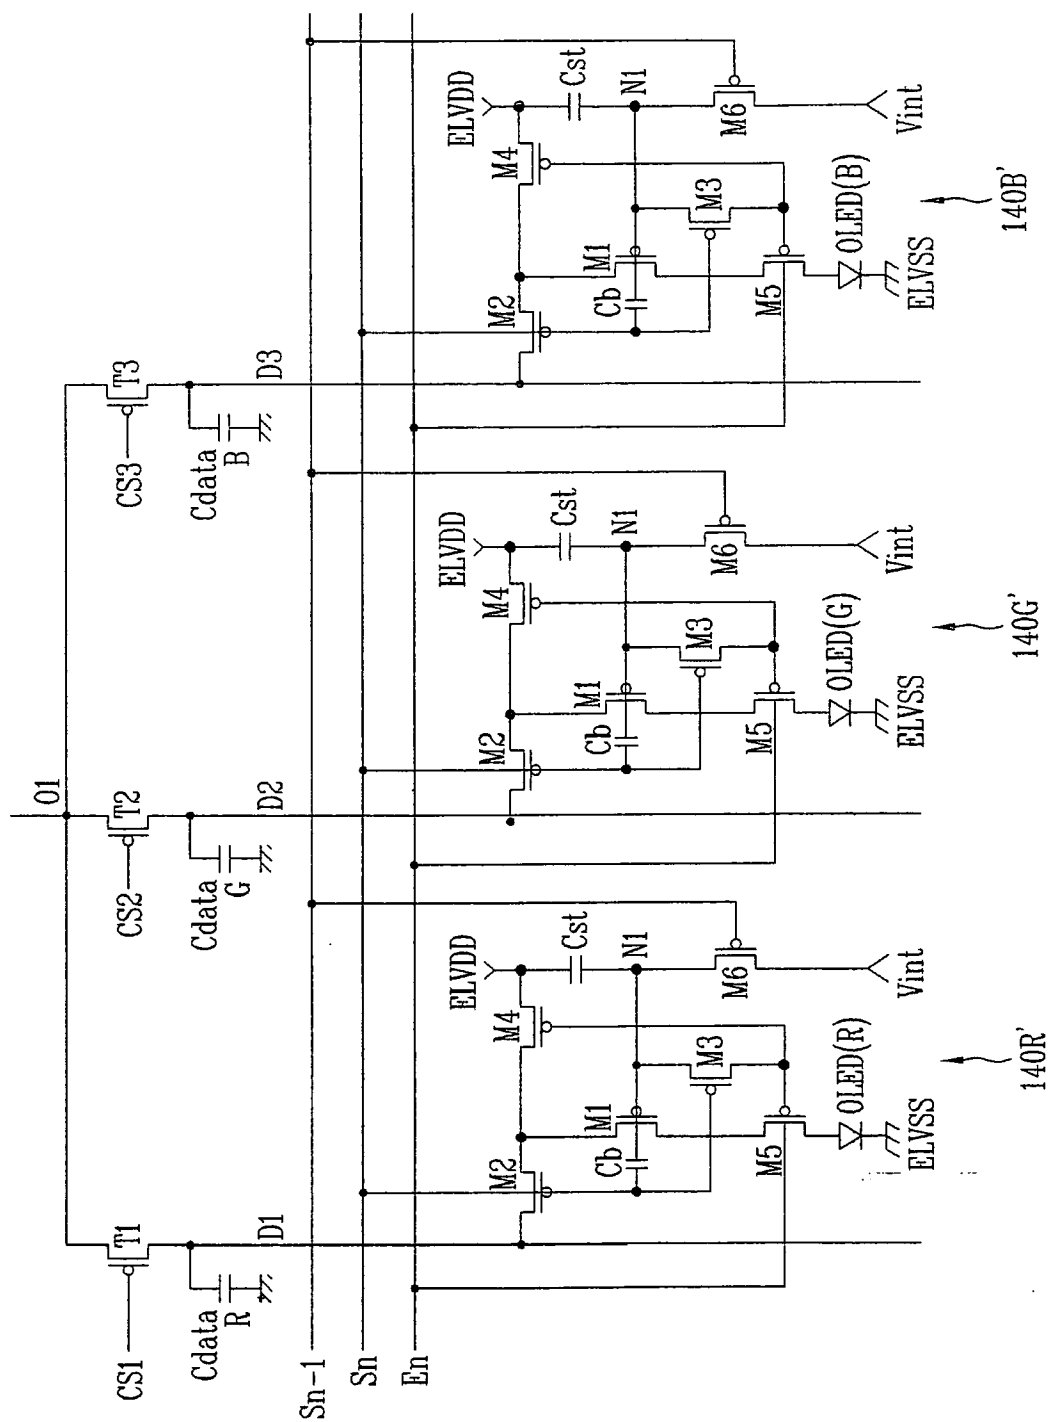 O1
CS1
T1
CS2
T2
CS3
T3
Cdata
R
D1
Cdata
G
D2
Cdata
B
D3
Sn-1
Sn
En
M2
M4
ELVDD
Cst
M1
Cb
N1
M3
M6
M5
OLED(R)
ELVSS
Vint
140R'
M2
M4
ELVDD
Cst
M1
Cb
N1
M3
M6
M5
OLED(G)
ELVSS
Vint
140G'
M2
M4
ELVDD
Cst
M1
Cb
N1
M3
M6
M5
OLED(B)
ELVSS
Vint
140B'